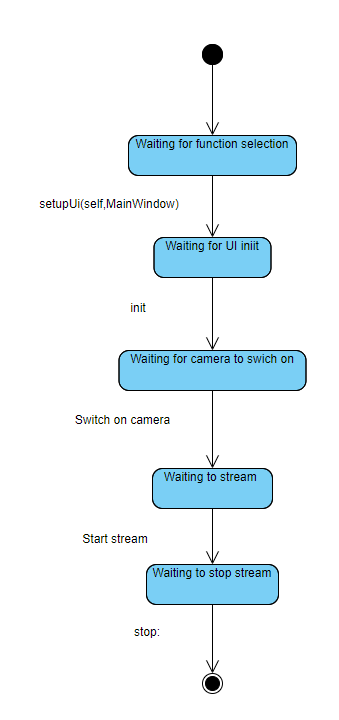 Waiting for function selection
setupUi(self,MainWindow)
Waiting for UI iniit
init
Waiting for camera to swich on
Switch on camera
Waiting to stream
Start stream
Waiting to stop stream
stop: